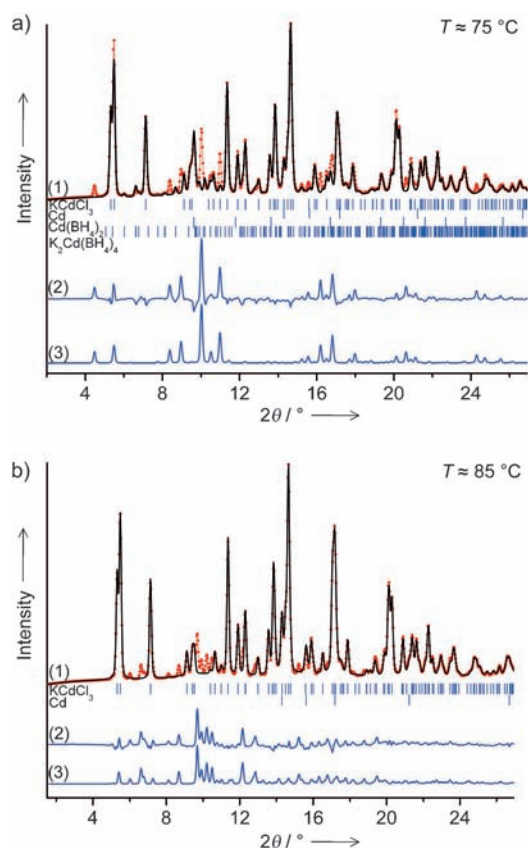 a)
T ≈ 75 °C
Intensity
(1)
KCdCl₃
Cd
Cd(BH₄)₂
K₂Cd(BH₄)₄
(2)
(3)
4 8 12 16 20 24
2θ / °
b)
T ≈ 85 °C
Intensity
(1)
KCdCl₃
Cd
(2)
(3)
4 8 12 16 20 24
2θ / °